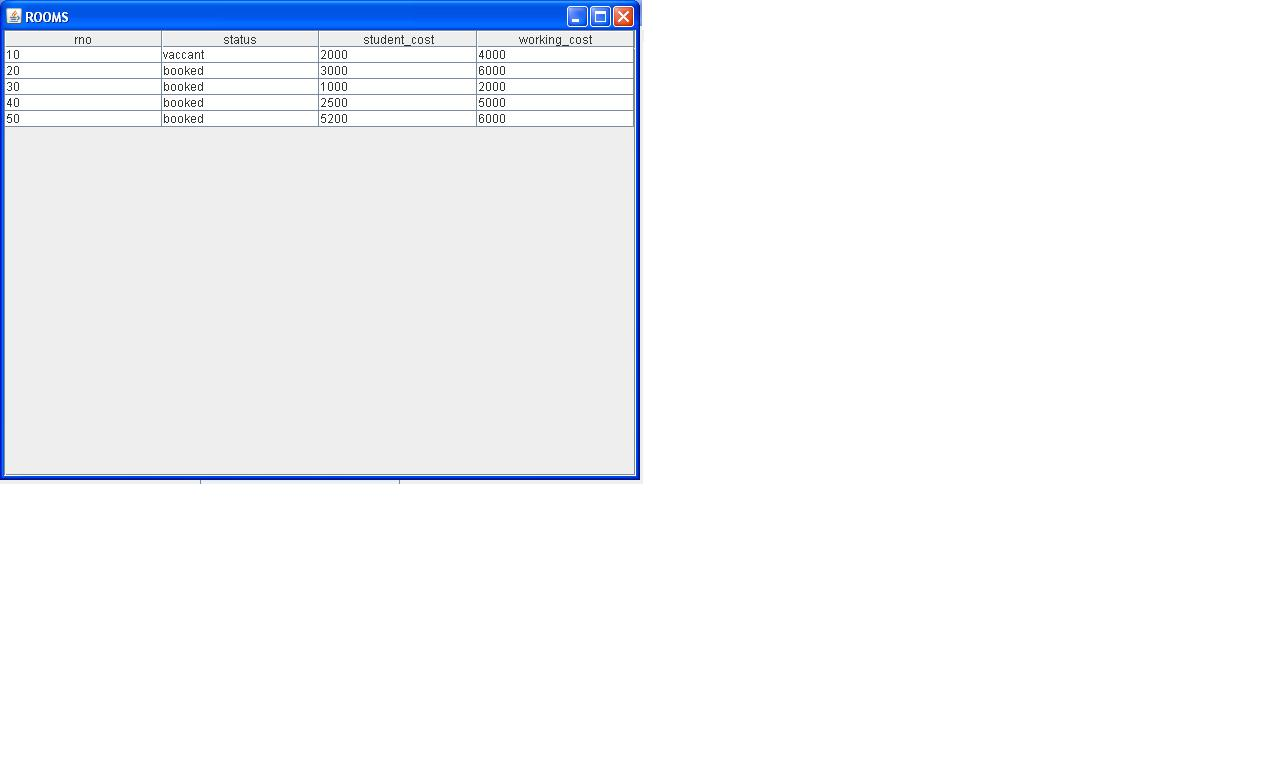 ROOMS
rno status student_cost working_cost
10 vaccant 2000 4000
20 booked 3000 6000
30 booked 1000 2000
40 booked 2500 5000
50 booked 5200 6000